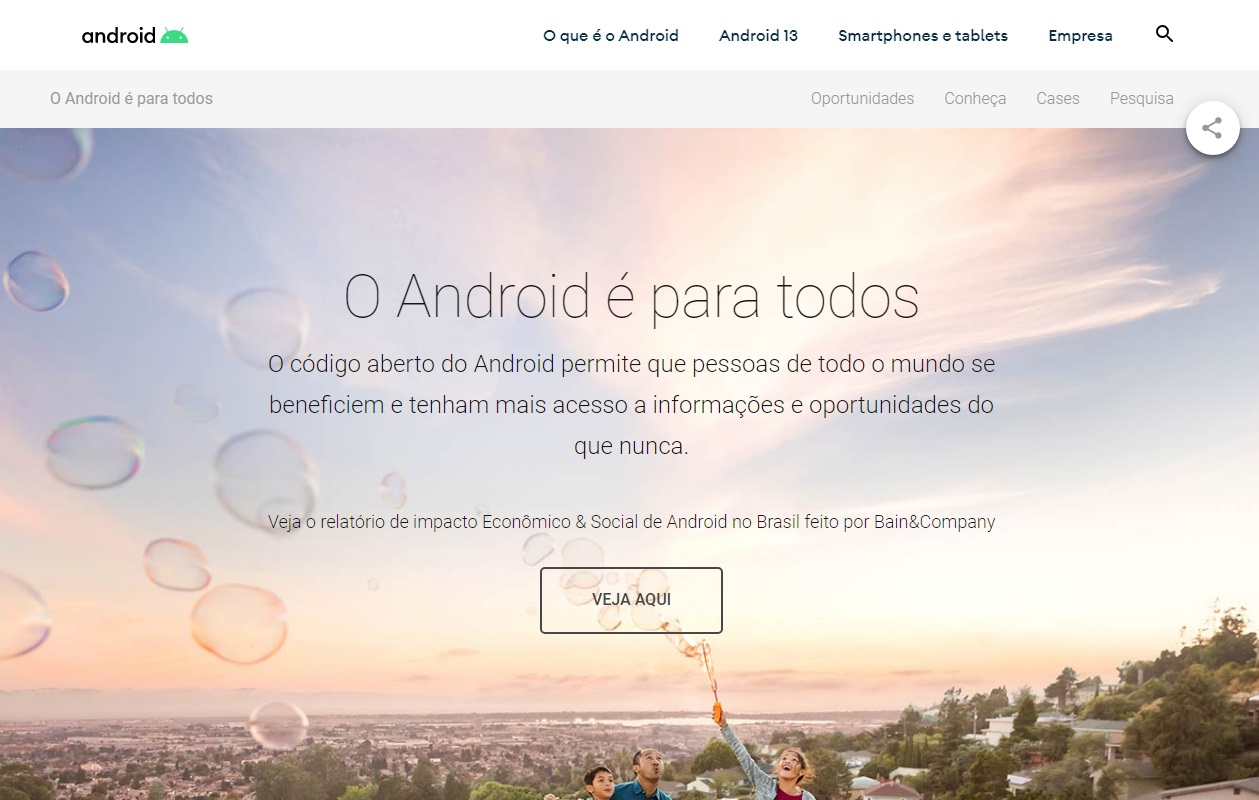 android
O que é o Android
Android 13
Smartphones e tablets
Empresa
O Android é para todos
Oportunidades
Conheça
Cases
Pesquisa
O Android é para todos
O código aberto do Android permite que pessoas de todo o mundo se
beneficiem e tenham mais acesso a informações e oportunidades do
que nunca.
Veja o relatório de impacto Econômico & Social de Android no Brasil feito por Bain&Company
VEJA AQUI